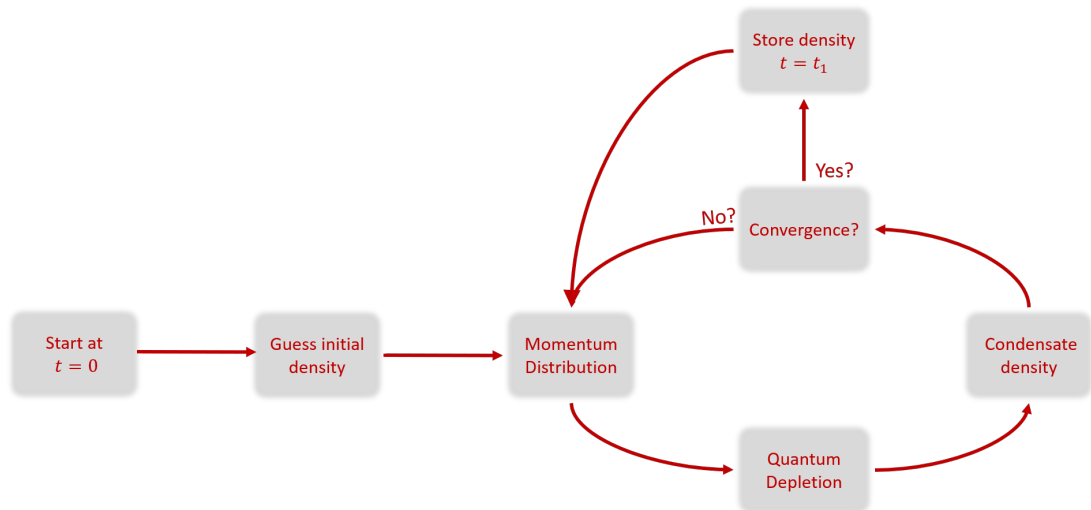 Store density
t = t₁
Yes?
No?
Convergence?
Start at
t = 0
Guess initial
density
Momentum
Distribution
Condensate
density
Quantum
Depletion